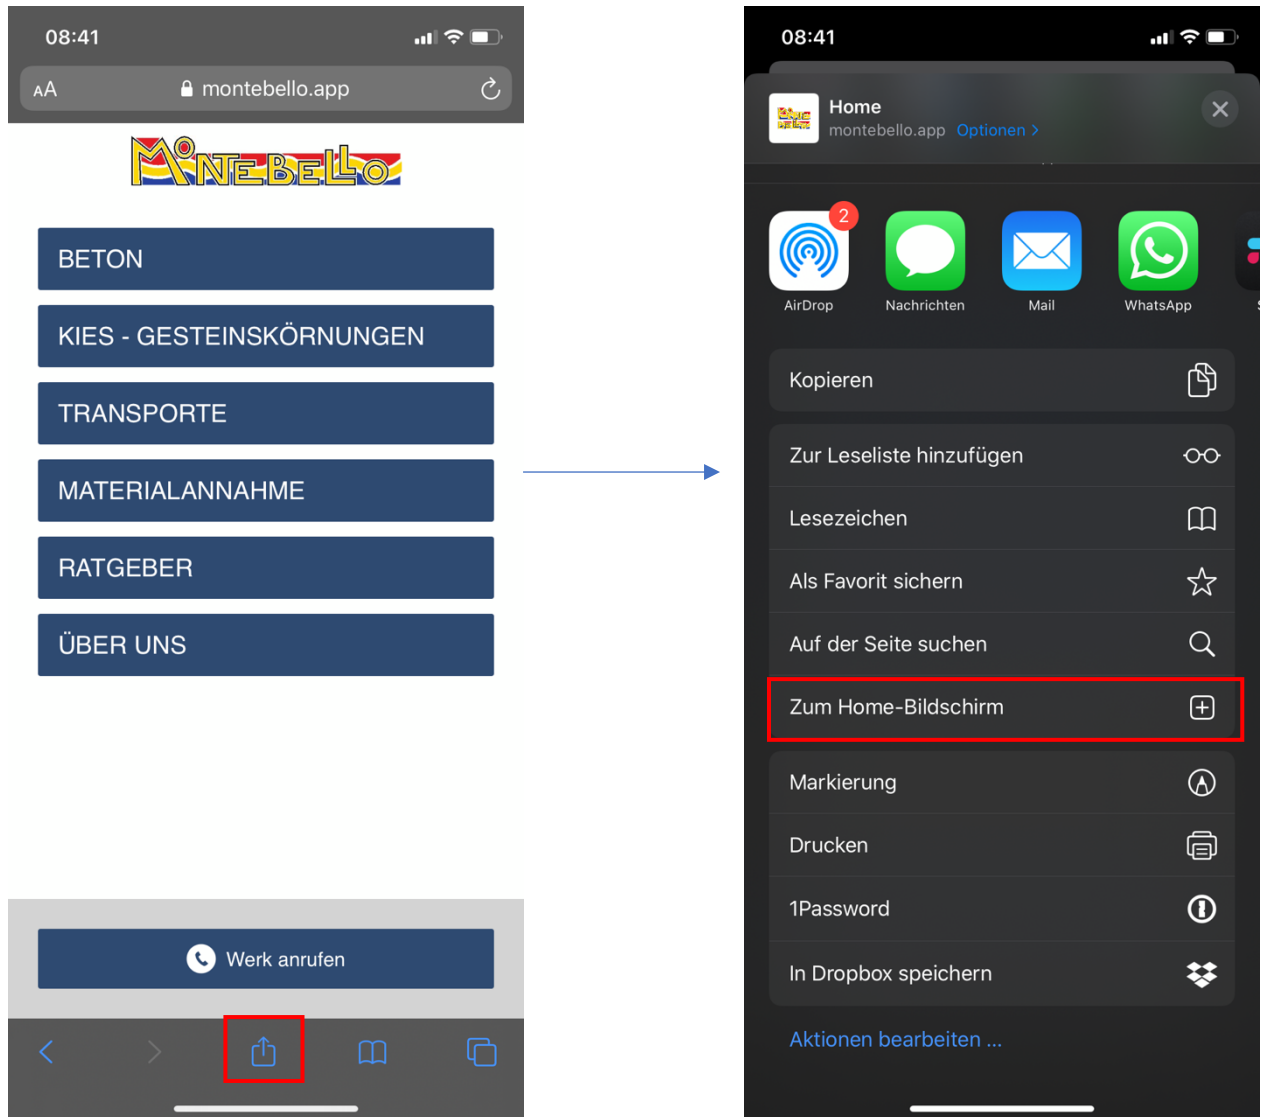 08:41
AA
montebello.app
MONTEBELLO
BETON
KIES - GESTEINSKÖRNUNGEN
TRANSPORTE
MATERIALANNAHME
RATGEBER
ÜBER UNS
Werk anrufen
08:41
MONTE
BELLO
Home
montebello.app Optionen >
2
AirDrop
Nachrichten
Mail
WhatsApp
Kopieren
Zur Leseliste hinzufügen
Lesezeichen
Als Favorit sichern
Auf der Seite suchen
Zum Home-Bildschirm
Markierung
Drucken
1Password
In Dropbox speichern
Aktionen bearbeiten ...